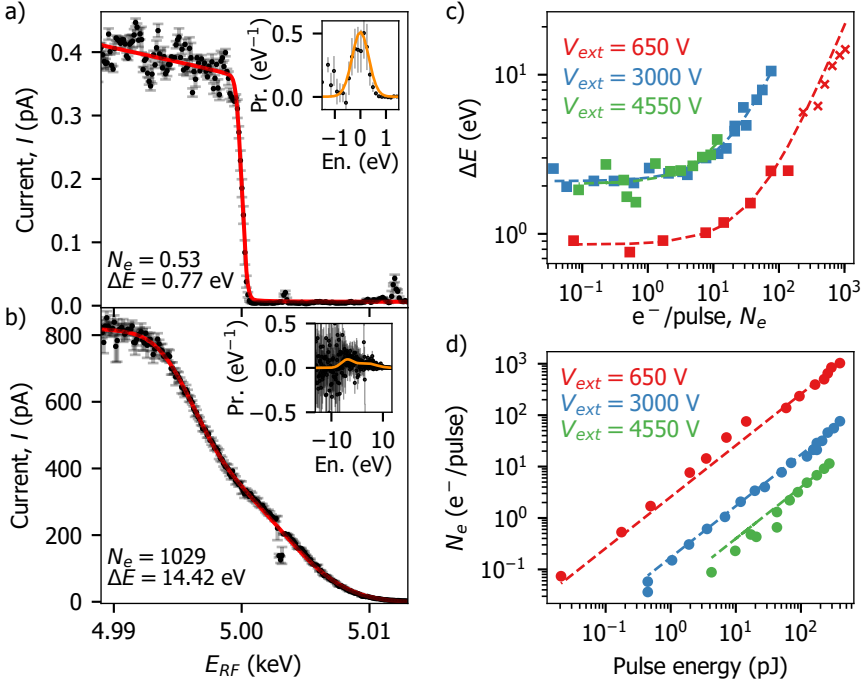 a)
Current, I (pA)
0.4
0.3
0.2
0.1
0.0
Pr. (eV⁻¹)
0.5
0.0
−1 0 1
En. (eV)
Nₑ = 0.53
ΔE = 0.77 eV
b)
Current, I (pA)
800
600
400
200
0
Pr. (eV⁻¹)
0.5
0.0
−0.5
−10 0 10
En. (eV)
Nₑ = 1029
ΔE = 14.42 eV
4.99 5.00 5.01
E_RF (keV)
c)
V_ext = 650 V
V_ext = 3000 V
V_ext = 4550 V
ΔE (eV)
10¹
10⁰
10⁻¹ 10⁰ 10¹ 10² 10³
e⁻/pulse, Nₑ
d)
V_ext = 650 V
V_ext = 3000 V
V_ext = 4550 V
Nₑ (e⁻/pulse)
10³
10²
10¹
10⁰
10⁻¹
10⁻¹ 10⁰ 10¹ 10²
Pulse energy (pJ)